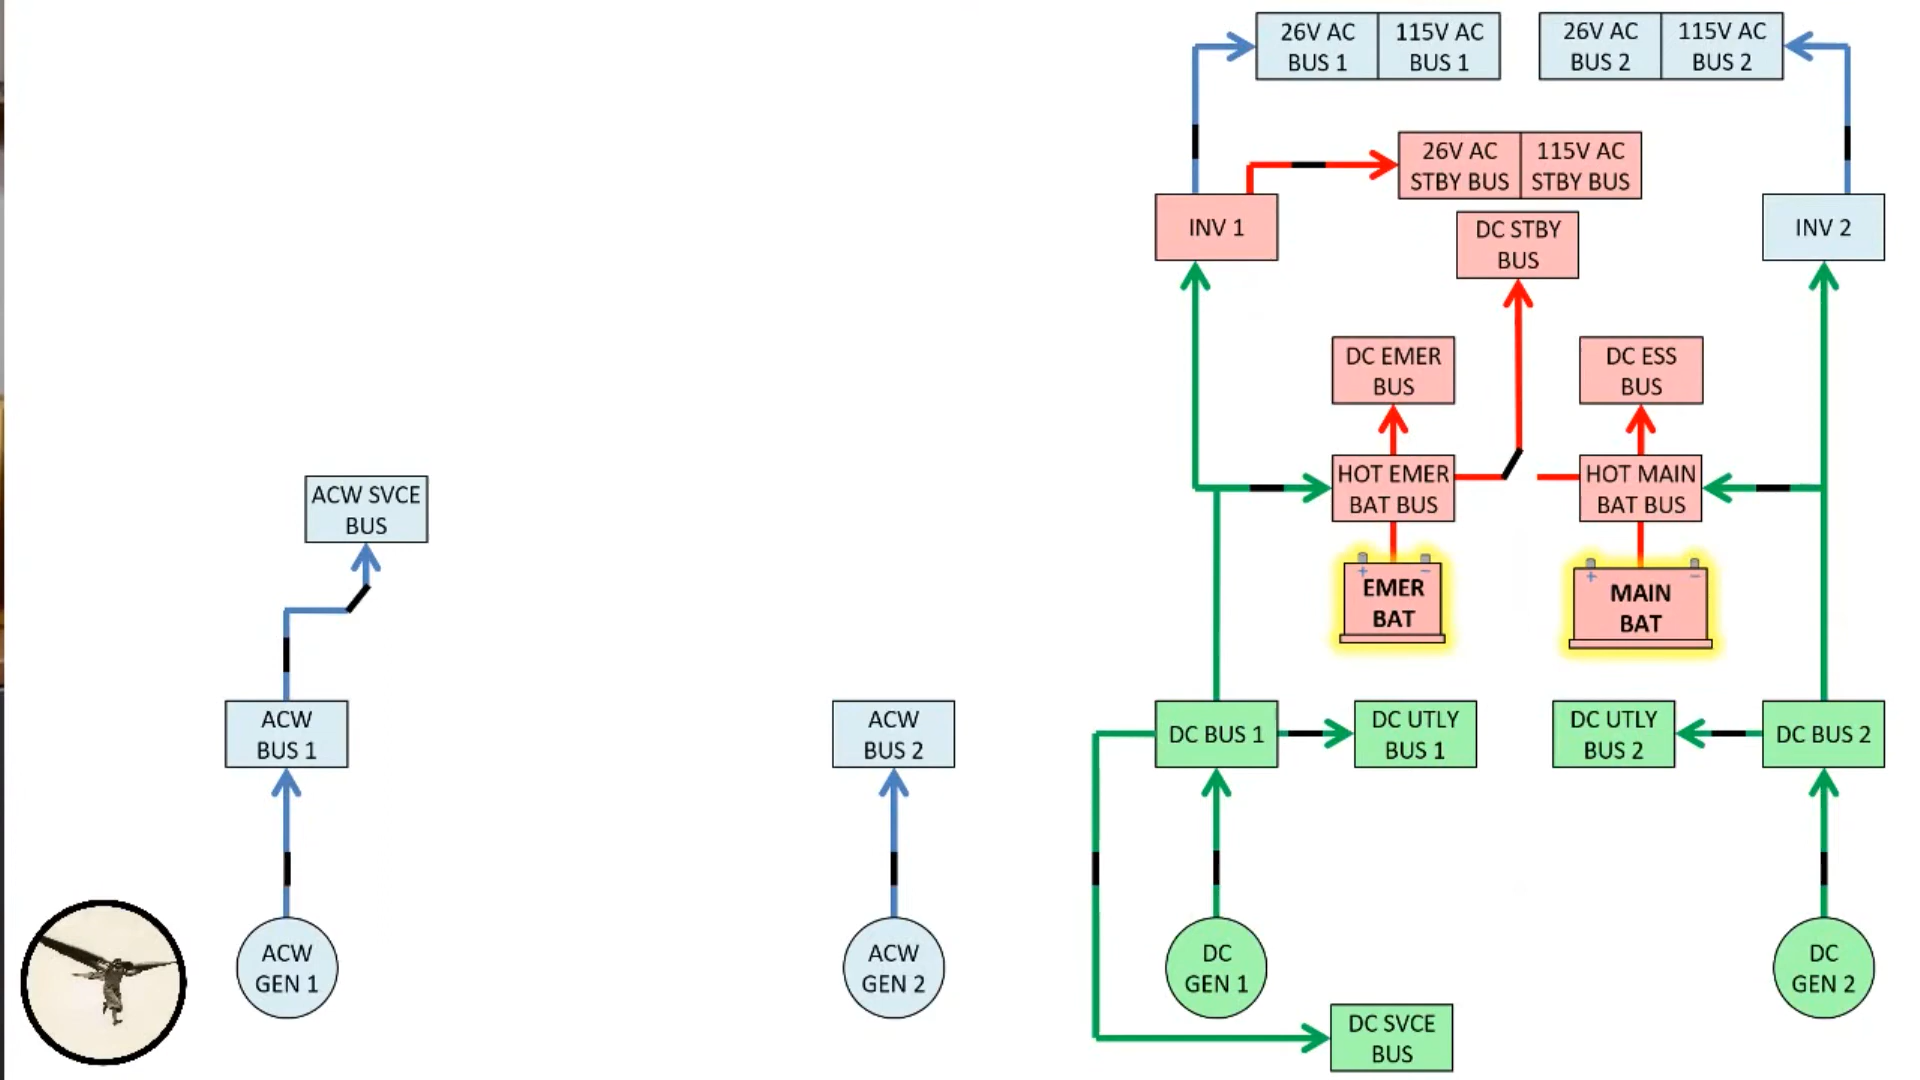 26V AC
BUS 1
115V AC
BUS 1
26V AC
BUS 2
115V AC
BUS 2
26V AC
STBY BUS
115V AC
STBY BUS
INV 1
DC STBY
BUS
INV 2
DC EMER
BUS
DC ESS
BUS
HOT EMER
BAT BUS
HOT MAIN
BAT BUS
ACW SVCE
BUS
+ −
EMER
BAT
+ −
MAIN
BAT
ACW
BUS 1
ACW
BUS 2
DC BUS 1
DC UTLY
BUS 1
DC UTLY
BUS 2
DC BUS 2
ACW
GEN 1
ACW
GEN 2
DC
GEN 1
DC
GEN 2
DC SVCE
BUS